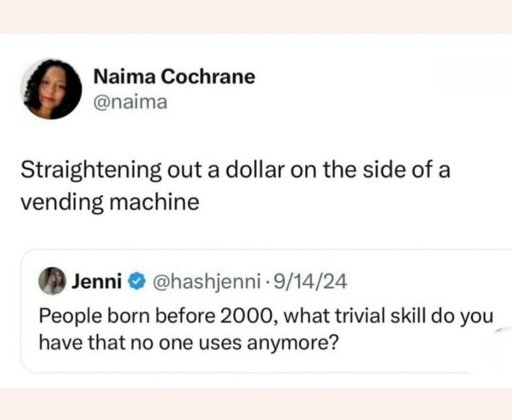 Naima Cochrane
@naima
Straightening out a dollar on the side of a
vending machine
Jenni @hashjenni · 9/14/24
People born before 2000, what trivial skill do you
have that no one uses anymore?